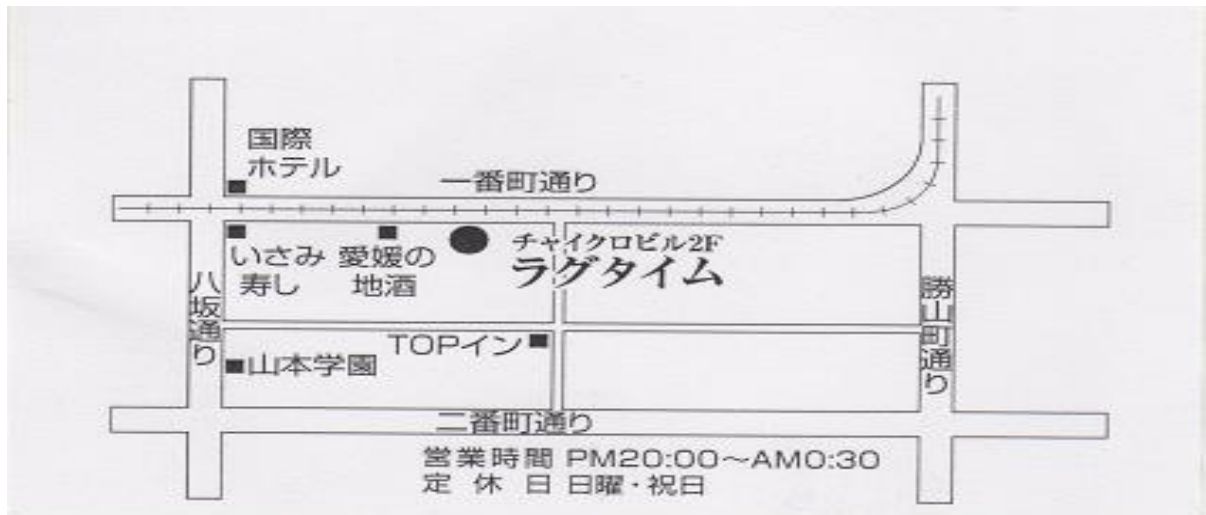 国際
ホテル
一番町通り
いさみ
寿し
愛媛の
地酒
チャイクロビル2F
ラグタイム
八坂通り
勝山町通り
TOPイン
山本学園
二番町通り
営業時間 PM20:00〜AM0:30
定休日 日曜・祝日